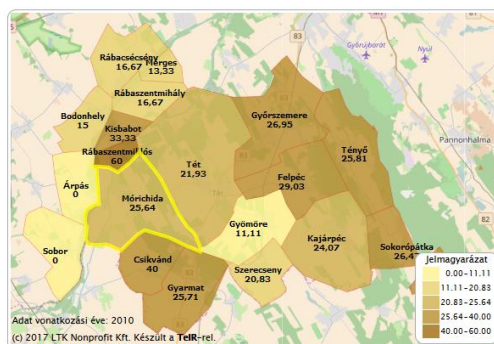 Rábacsécsény
16,67
Mérges
13,33
83
Győrújbarát
Nyúl
Rábaszentmihály
16,67
Bodonhely
15
Kisbabot
33,33
Győrszemere
26,95
Rábaszentmiklós
60
Tét
21,93
Tényő
25,81
Pannonhalma
83
Felpéc
29,03
Árpás
0
Mórichida
25,64
Tét
Gyömöre
11,11
82
Kajárpéc
24,07
Sokorópátka
Sobor
0
Csikvánd
40
Szerecseny
20,83
Gyarmat
25,71
Jelmagyarázat
0.00-11.11
11.11-20.83
20.83-25.64
25.64-40.00
40.00-60.00
Adat vonatkozási éve: 2010
(c) 2017 LTK Nonprofit Kft. Készült a TeIR-rel.